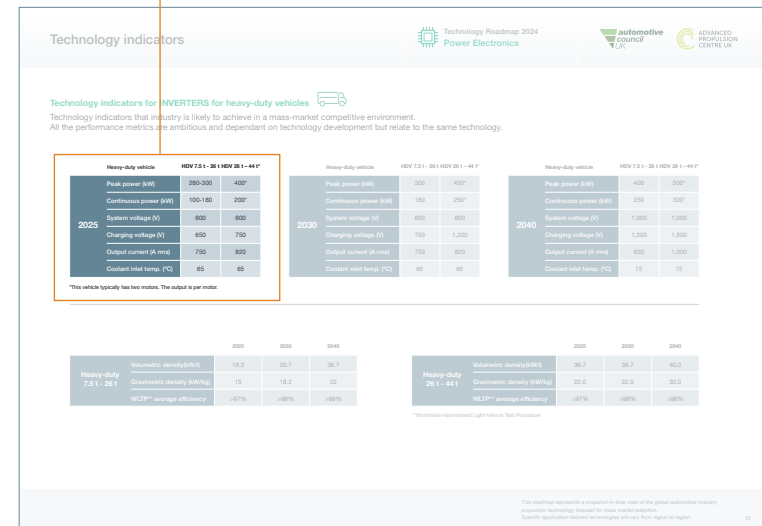 Technology indicators
Technology Roadmap 2024
Power Electronics
automotive
council
UK
ADVANCED
PROPULSION
CENTRE UK
Technology indicators for INVERTERS for heavy-duty vehicles
Technology indicators that industry is likely to achieve in a mass-market competitive environment.
All the performance metrics are ambitious and dependant on technology development but relate to the same technology.
Heavy-duty vehicle HDV 7.5 t - 26 t HDV 26 t – 44 t*
2025
Peak power (kW) 280-300 400*
Continuous power (kW) 100-180 200*
System voltage (V) 800 800
Charging voltage (V) 650 750
Output current (A rms) 750 820
Coolant inlet temp. (°C) 65 65
*This vehicle typically has two motors. The output is per motor.
Heavy-duty vehicle HDV 7.5 t - 26 t HDV 26 t – 44 t*
2030
Peak power (kW) 300 400*
Continuous power (kW) 180 250*
System voltage (V) 800 800
Charging voltage (V) 750 1,200
Output current (A rms) 750 820
Coolant inlet temp. (°C) 65 65
Heavy-duty vehicle HDV 7.5 t - 26 t HDV 26 t – 44 t*
2040
Peak power (kW) 400 500*
Continuous power (kW) 250 300*
System voltage (V) 1,000 1,000
Charging voltage (V) 1,200 1,600
Output current (A rms) 820 1,000
Coolant inlet temp. (°C) 75 75
2025 2030 2040
Heavy-duty
7.5 t - 26 t
Volumetric density(kW/l) 18.3 20.7 36.7
Gravimetric density (kW/kg) 15 18.2 22
WLTP** average efficiency >97% >98% >98%
2025 2030 2040
Heavy-duty
26 t - 44 t
Volumetric density(kW/l) 36.7 36.7 40.0
Gravimetric density (kW/kg) 22.0 22.0 30.0
WLTP** average efficiency >97% >98% >98%
**Worldwide Harmonised Light-Vehicle Test Procedure
This roadmap represents a snapshot-in-time view of the global automotive industry
propulsion technology forecast for mass market adoption.
Specific application-tailored technologies will vary from region to region